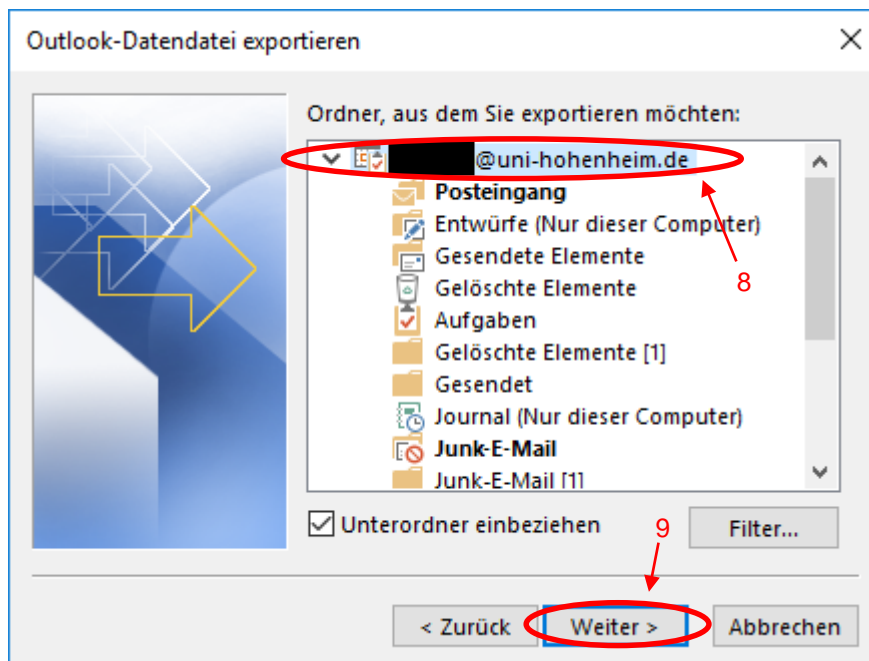 Outlook-Datendatei exportieren
Ordner, aus dem Sie exportieren möchten:
@uni-hohenheim.de
Posteingang
Entwürfe (Nur dieser Computer)
Gesendete Elemente
8
Gelöschte Elemente
Aufgaben
Gelöschte Elemente [1]
Gesendet
Journal (Nur dieser Computer)
Junk-E-Mail
Junk-E-Mail [1]
Unterordner einbeziehen
9
Filter...
< Zurück
Weiter >
Abbrechen